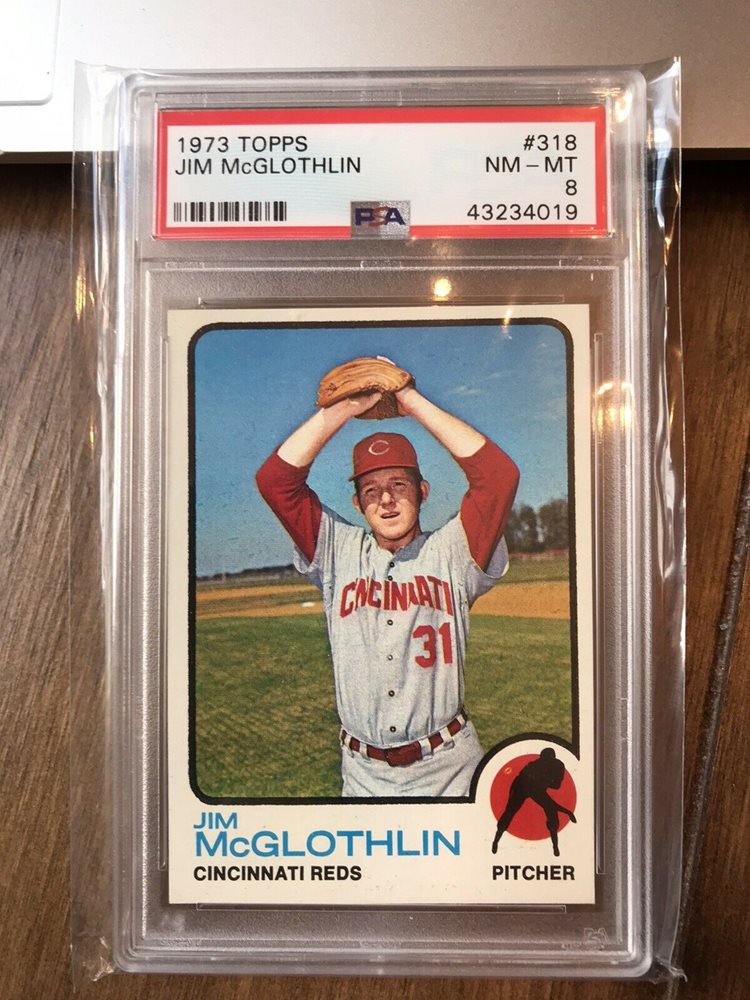 1973 TOPPS #318
JIM McGLOTHLIN NM - MT
8
PSA 43234019
C
CINCINNATI
31
JIM
McGLOTHLIN
CINCINNATI REDS PITCHER